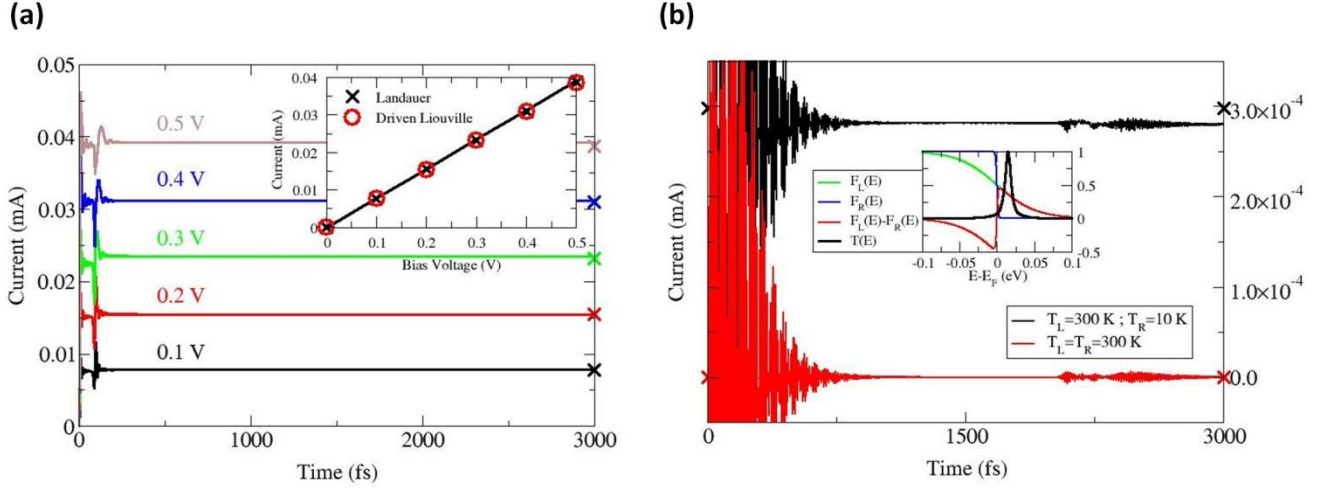 (a)
(b)
0.05
0.04
0.03
0.02
0.01
0
Current (mA)
0.5 V
0.4 V
0.3 V
0.2 V
0.1 V
0 1000 2000 3000
Time (fs)
0.04
0.03
0.02
0.01
0
Current (mA)
Landauer
Driven Liouville
0 0.1 0.2 0.3 0.4 0.5
Bias Voltage (V)
Current (mA)
3.0×10⁻⁴
2.0×10⁻⁴
1.0×10⁻⁴
0.0
F_L(E)
F_R(E)
F_L(E)-F_R(E)
T(E)
1
0.5
0
-0.5
-0.1 -0.05 0 0.05 0.1
E-E_F (eV)
T_L=300 K ; T_R=10 K
T_L=T_R=300 K
0 1500 3000
Time (fs)